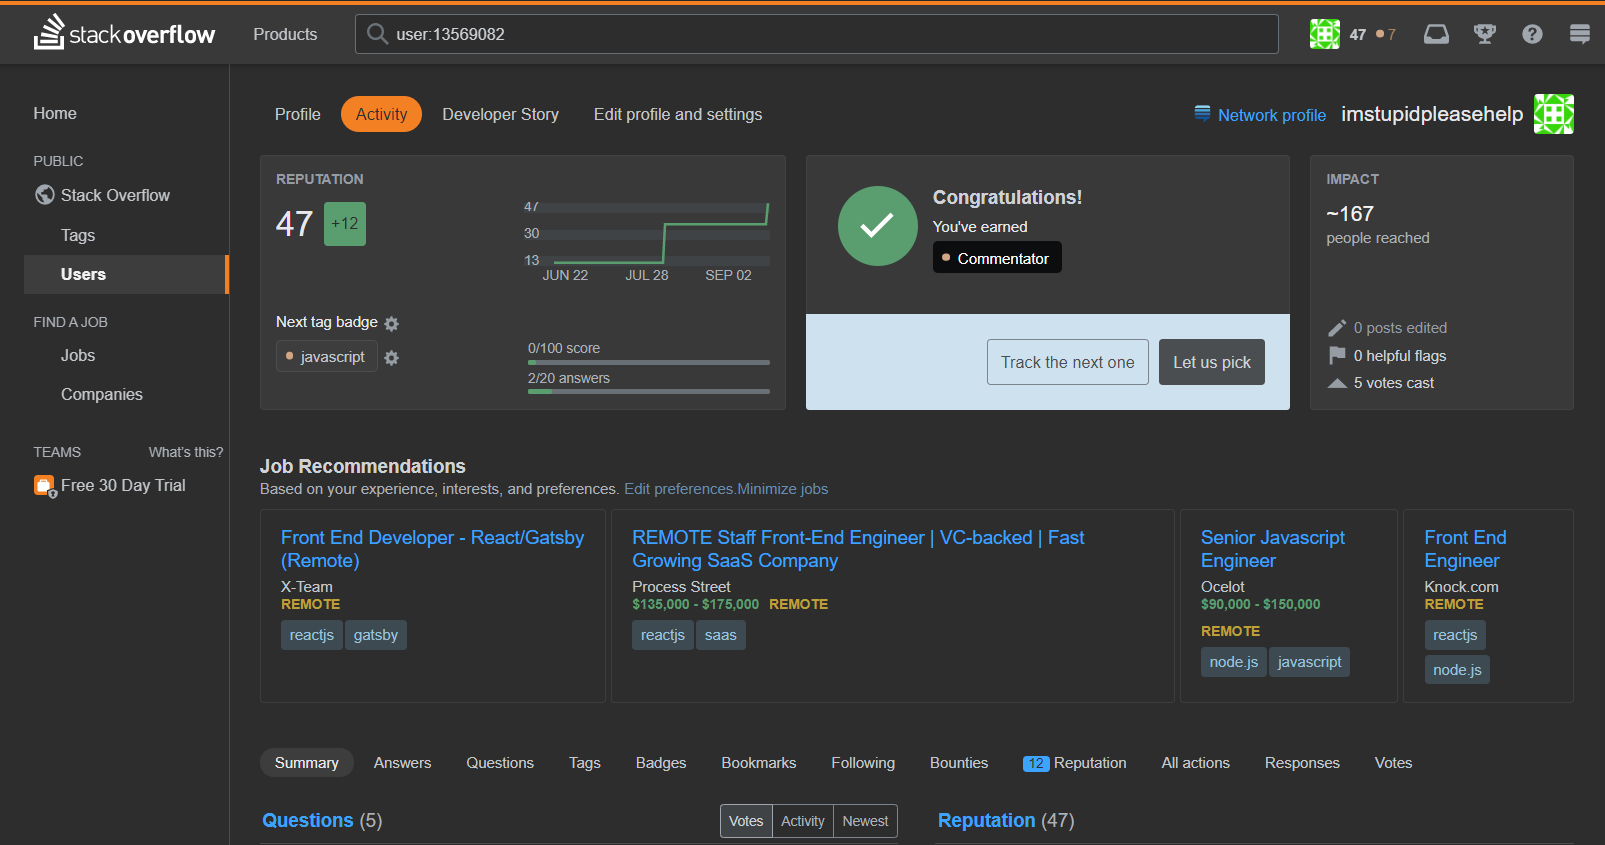 stack overflow
Products
user:13569082
47 7
Home
PUBLIC
Stack Overflow
Tags
Users
FIND A JOB
Jobs
Companies
TEAMS What's this?
Free 30 Day Trial
Profile Activity Developer Story Edit profile and settings
Network profile imstupidpleasehelp
REPUTATION
47 +12
47
30
13
JUN 22 JUL 28 SEP 02
Next tag badge
javascript
0/100 score
2/20 answers
Congratulations!
You've earned
Commentator
Track the next one Let us pick
IMPACT
~167
people reached
0 posts edited
0 helpful flags
5 votes cast
Job Recommendations
Based on your experience, interests, and preferences. Edit preferences.Minimize jobs
Front End Developer - React/Gatsby
(Remote)
X-Team
REMOTE
reactjs gatsby
REMOTE Staff Front-End Engineer | VC-backed | Fast
Growing SaaS Company
Process Street
$135,000 - $175,000 REMOTE
reactjs saas
Senior Javascript
Engineer
Ocelot
$90,000 - $150,000
REMOTE
node.js javascript
Front End
Engineer
Knock.com
REMOTE
reactjs
node.js
Summary Answers Questions Tags Badges Bookmarks Following Bounties 12 Reputation All actions Responses Votes
Questions (5)
Votes Activity Newest
Reputation (47)